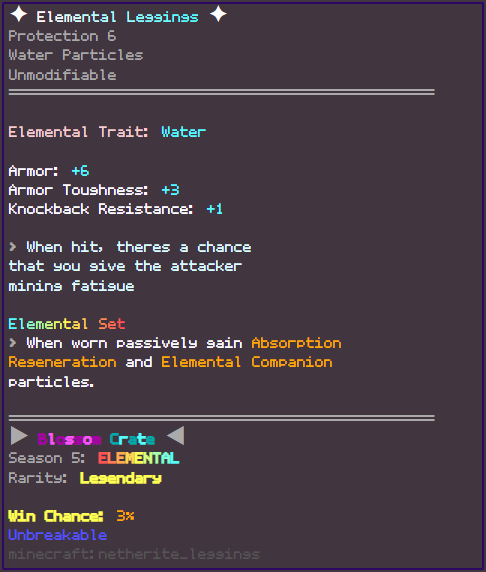 ✦ Elemental Leggings ✦
Protection 6
Water Particles
Unmodifiable
Elemental Trait: Water
Armor: +6
Armor Toughness: +3
Knockback Resistance: +1
> When hit, theres a chance
that you give the attacker
mining fatigue
Elemental Set
> When worn passively gain Absorption
Regeneration and Elemental Companion
particles.
▶ Blossom Crate ◀
Season 5: ELEMENTAL
Rarity: Legendary
Win Chance: 3%
Unbreakable
minecraft:netherite_leggings